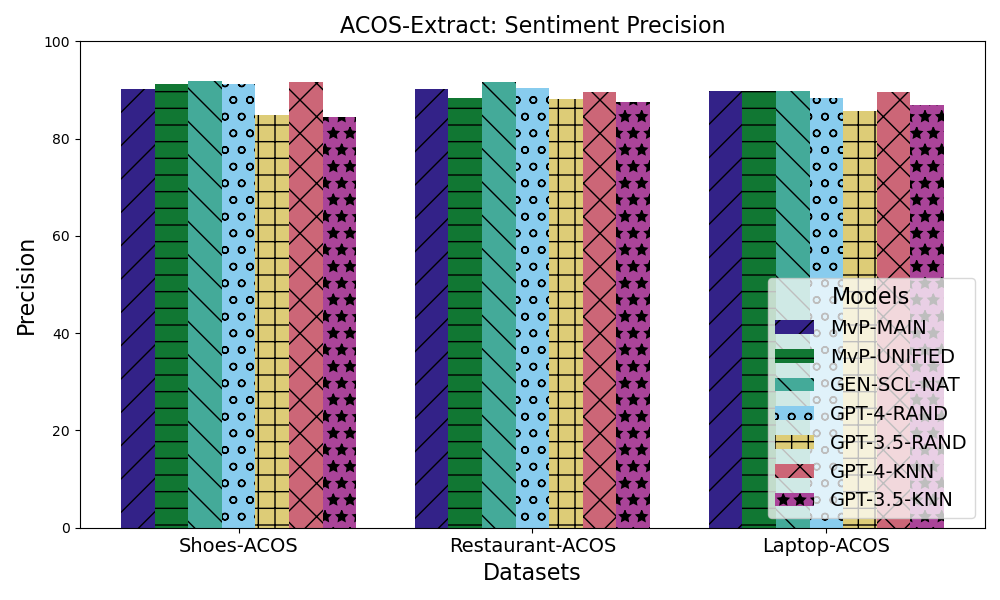 ACOS-Extract: Sentiment Precision
100
80
60
40
20
0
Precision
Shoes-ACOS
Restaurant-ACOS
Laptop-ACOS
Datasets
Models
MvP-MAIN
MvP-UNIFIED
GEN-SCL-NAT
GPT-4-RAND
GPT-3.5-RAND
GPT-4-KNN
GPT-3.5-KNN